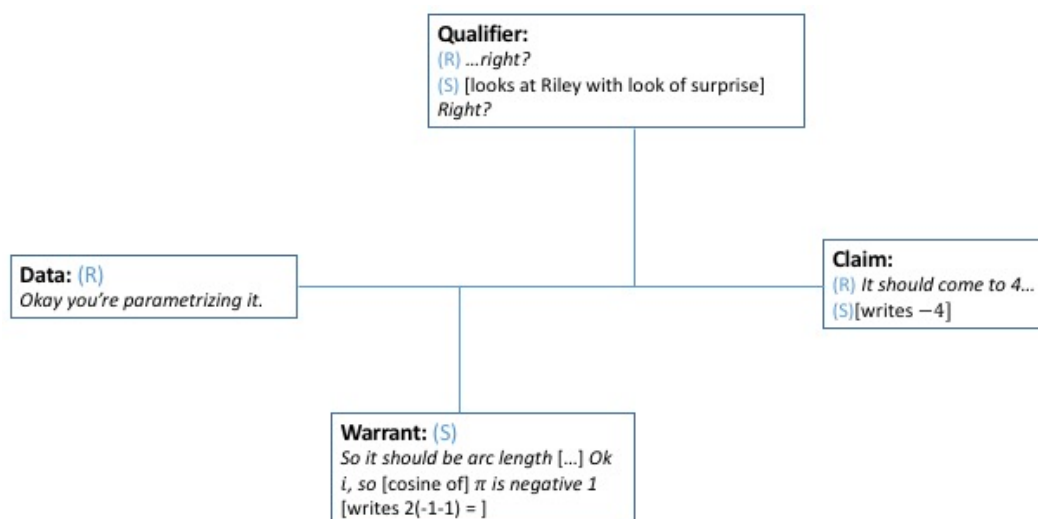 Qualifier:
(R) …right?
(S) [looks at Riley with look of surprise]
Right?
Data: (R)
Okay you’re parametrizing it.
Claim:
(R) It should come to 4…
(S)[writes −4]
Warrant: (S)
So it should be arc length […] Ok
i, so [cosine of] π is negative 1
[writes 2(-1-1) = ]